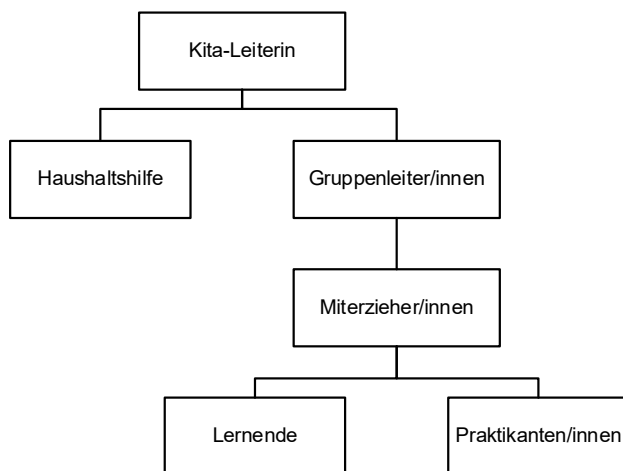 Kita-Leiterin
Haushaltshilfe
Gruppenleiter/innen
Miterzieher/innen
Lernende
Praktikanten/innen